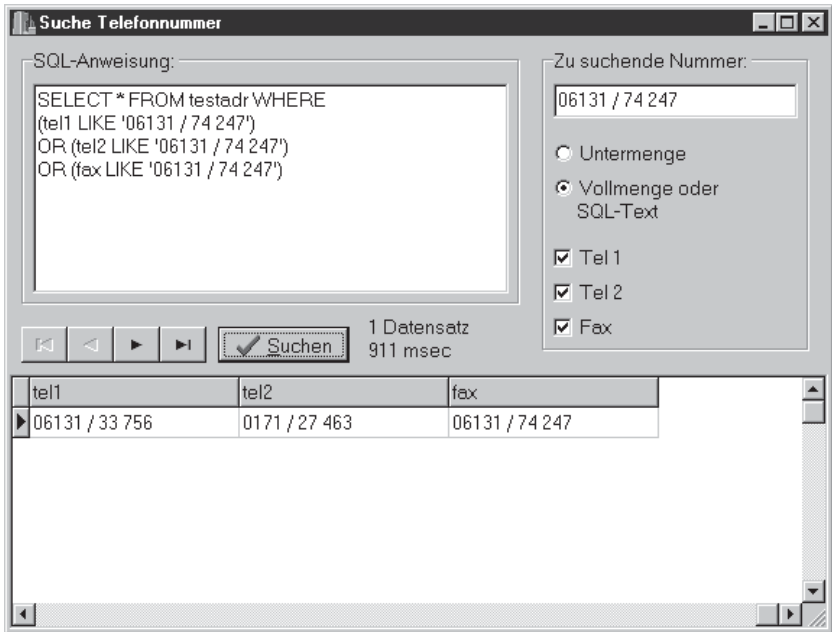 Suche Telefonnummer
SQL-Anweisung:
SELECT * FROM testadr WHERE
(tel1 LIKE '06131 / 74 247')
OR (tel2 LIKE '06131 / 74 247')
OR (fax LIKE '06131 / 74 247')
Zu suchende Nummer:
06131 / 74 247
Untermenge
Vollmenge oder
SQL-Text
Tel 1
Tel 2
Fax
Suchen
1 Datensatz
911 msec
tel1 tel2 fax
06131 / 33 756 0171 / 27 463 06131 / 74 247